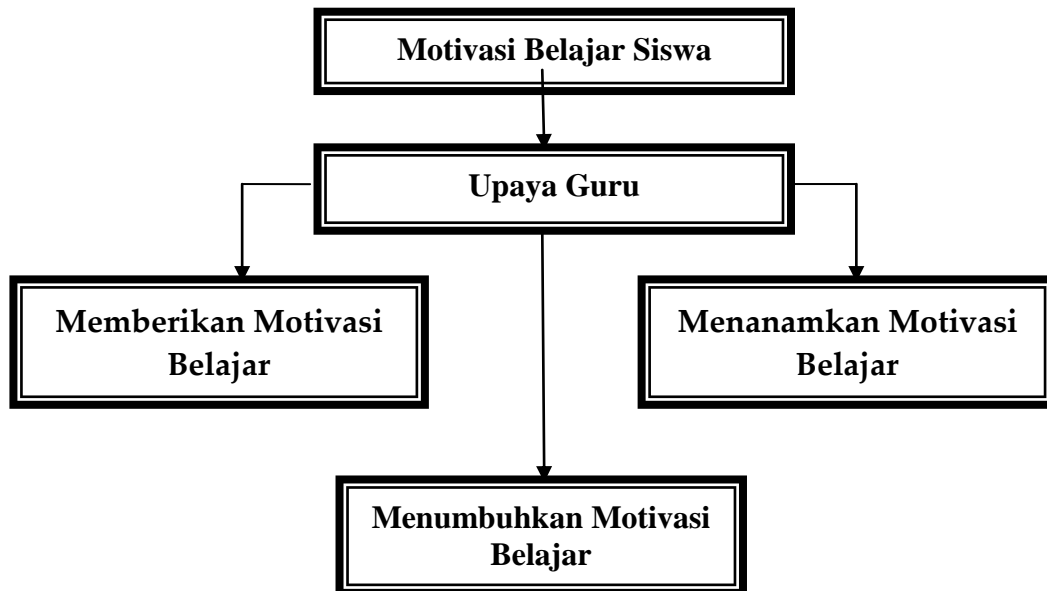 Motivasi Belajar Siswa
Upaya Guru
Memberikan Motivasi
Belajar
Menanamkan Motivasi
Belajar
Menumbuhkan Motivasi
Belajar